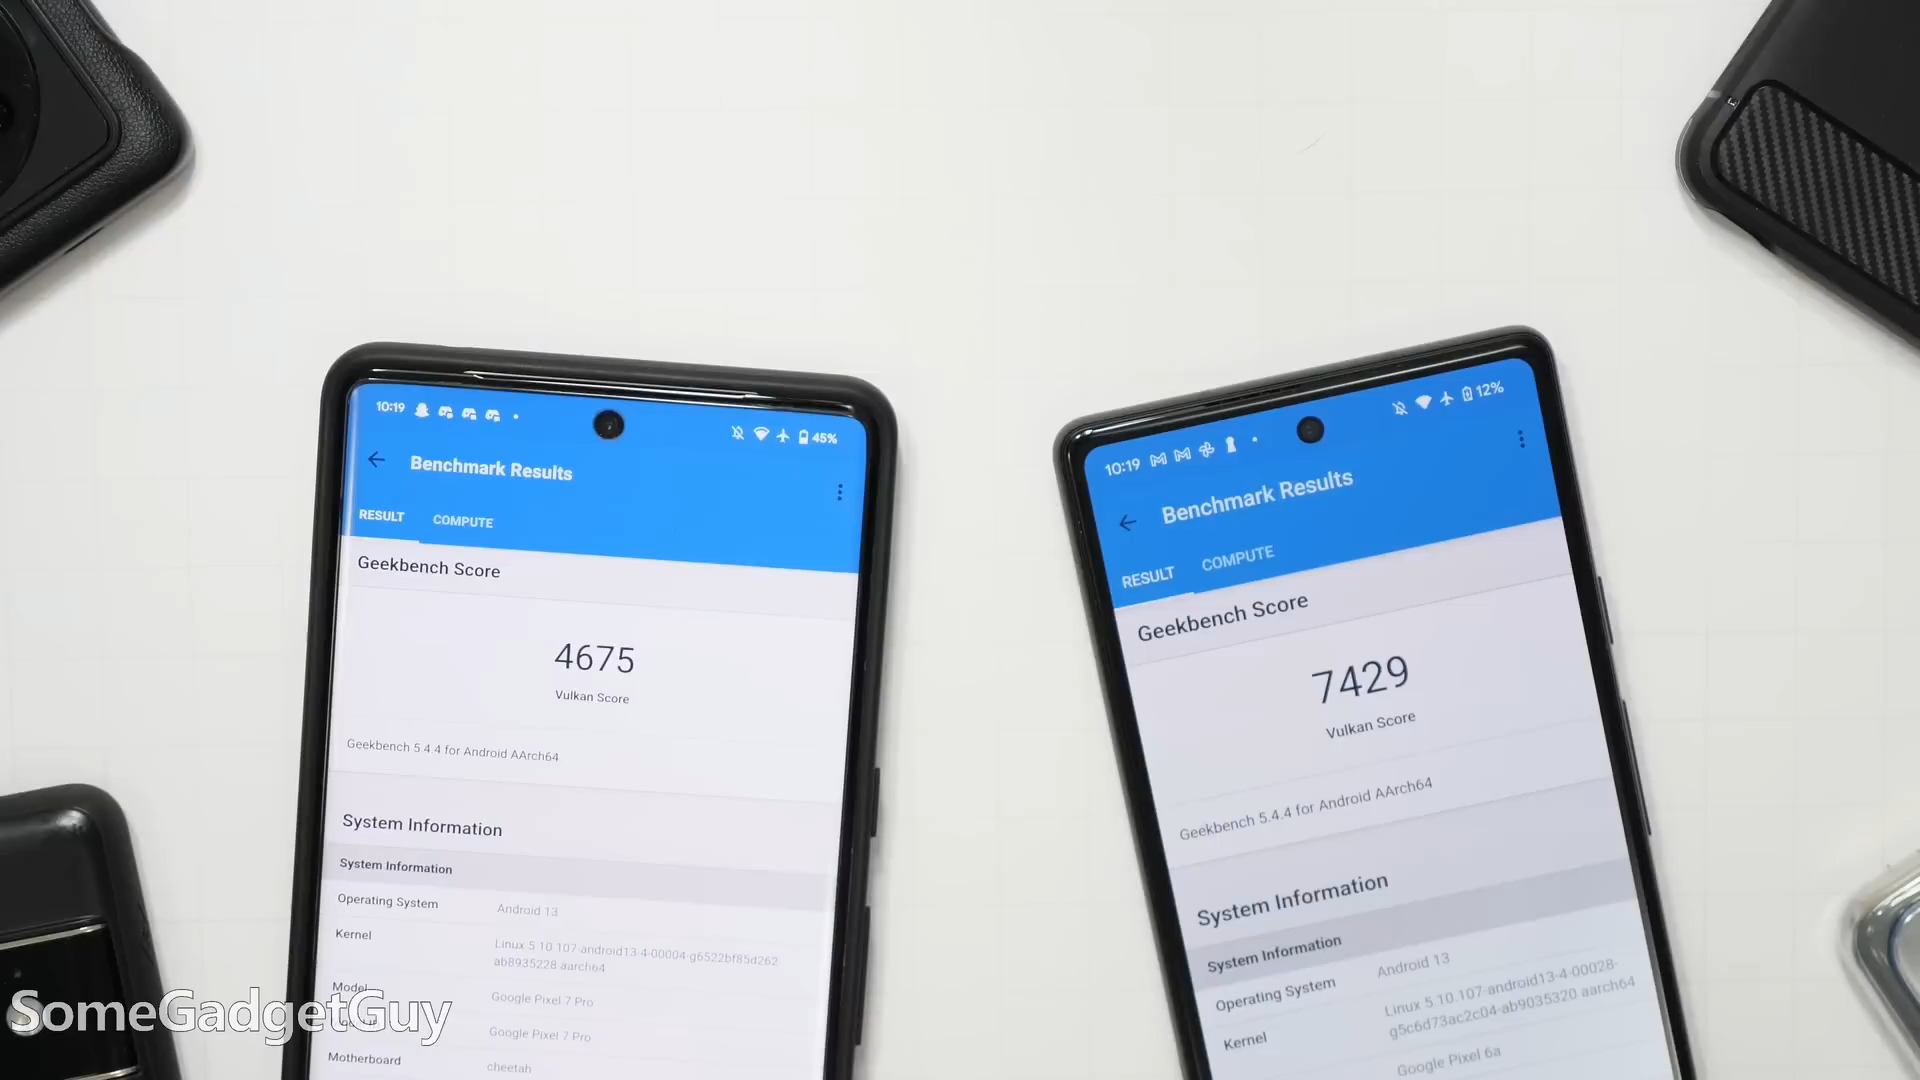 10:19
45%
Benchmark Results
RESULT COMPUTE
Geekbench Score
4675
Vulkan Score
Geekbench 5.4.4 for Android AArch64
System Information
System Information
Operating System Android 13
Kernel Linux 5.10.107-android13-4-00004-g6522bf85d262
ab8935228 aarch64
Model Google Pixel 7 Pro
Google Pixel 7 Pro
Motherboard cheetah
10:19
12%
Benchmark Results
RESULT COMPUTE
Geekbench Score
7429
Vulkan Score
Geekbench 5.4.4 for Android AArch64
System Information
System Information
Operating System Android 13
Kernel Linux 5.10.107-android13-4-00028-
g5c6d73ac2c04-ab9035320 aarch64
Google Pixel 6a
SomeGadgetGuy